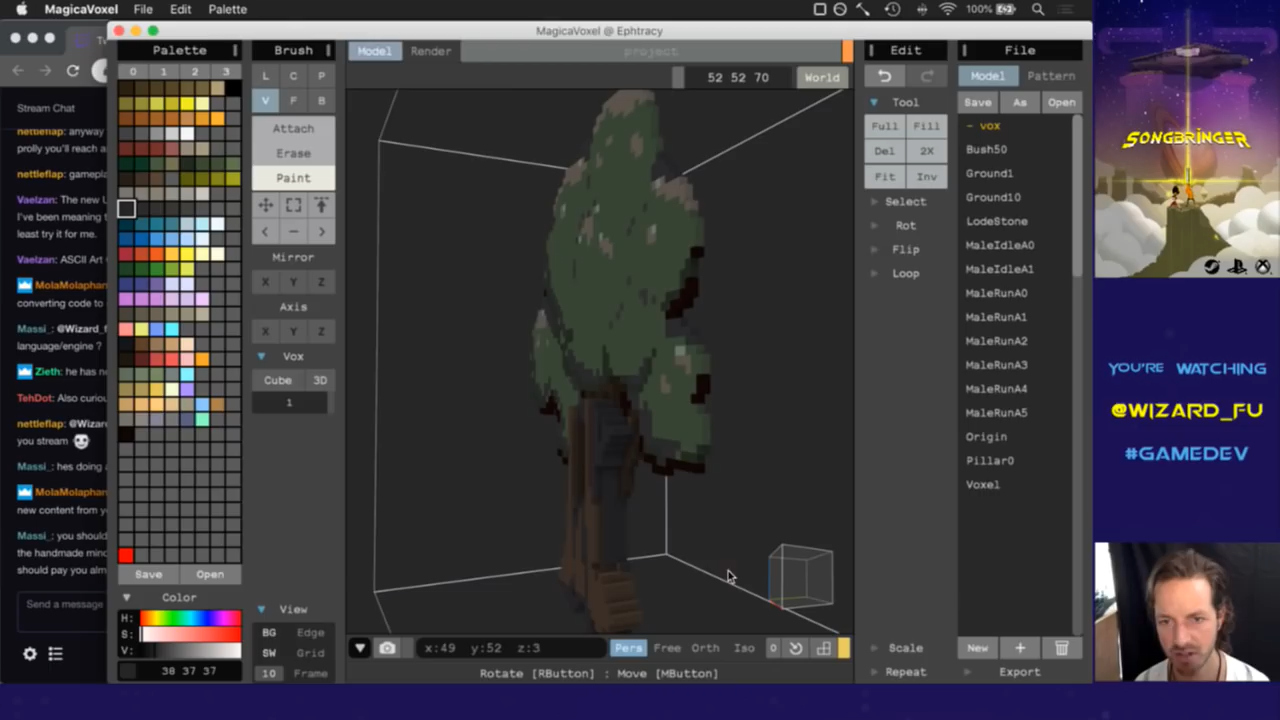 MagicaVoxel File Edit Palette
100%
MagicaVoxel @ Ephtracy
Palette
0 1 2 3
Save Open
Color
H:
S:
V:
38 37 37
Brush
L C P
V F B
Attach
Erase
Paint
Mirror
X Y Z
Axis
X Y Z
Vox
Cube 3D
1
View
BG Edge
SW Grid
10 Frame
Model Render project
52 52 70 World
x:49 y:52 z:3 Pers Free Orth Iso 0
Rotate [RButton] : Move [MButton]
Edit
Tool
Full Fill
Del 2X
Fit Inv
Select
Rot
Flip
Loop
Scale
Repeat
File
Model Pattern
Save As Open
- vox
Bush50
Ground1
Ground10
LodeStone
MaleIdleA0
MaleIdleA1
MaleRunA0
MaleRunA1
MaleRunA2
MaleRunA3
MaleRunA4
MaleRunA5
Origin
Pillar0
Voxel
New +
Export
Stream Chat
nettleflap: anyway
prolly you'll reach a
nettleflap: gamepla
Vaelzan: The new U
I've been meaning t
least try it for me.
Vaelzan: ASCII Art
MolaMolaphan
converting code to
Massi_: @Wizard_f
language/engine ?
Zieth: he has no
TehDot: Also curiou
nettleflap: @Wizar
you stream
Massi_: hes doing a
MolaMolaphan
new content from y
Massi_: you should
the handmade mind
should pay you alm
Send a message
SONGBRINGER
YOU'RE WATCHING
@WIZARD_FU
#GAMEDEV